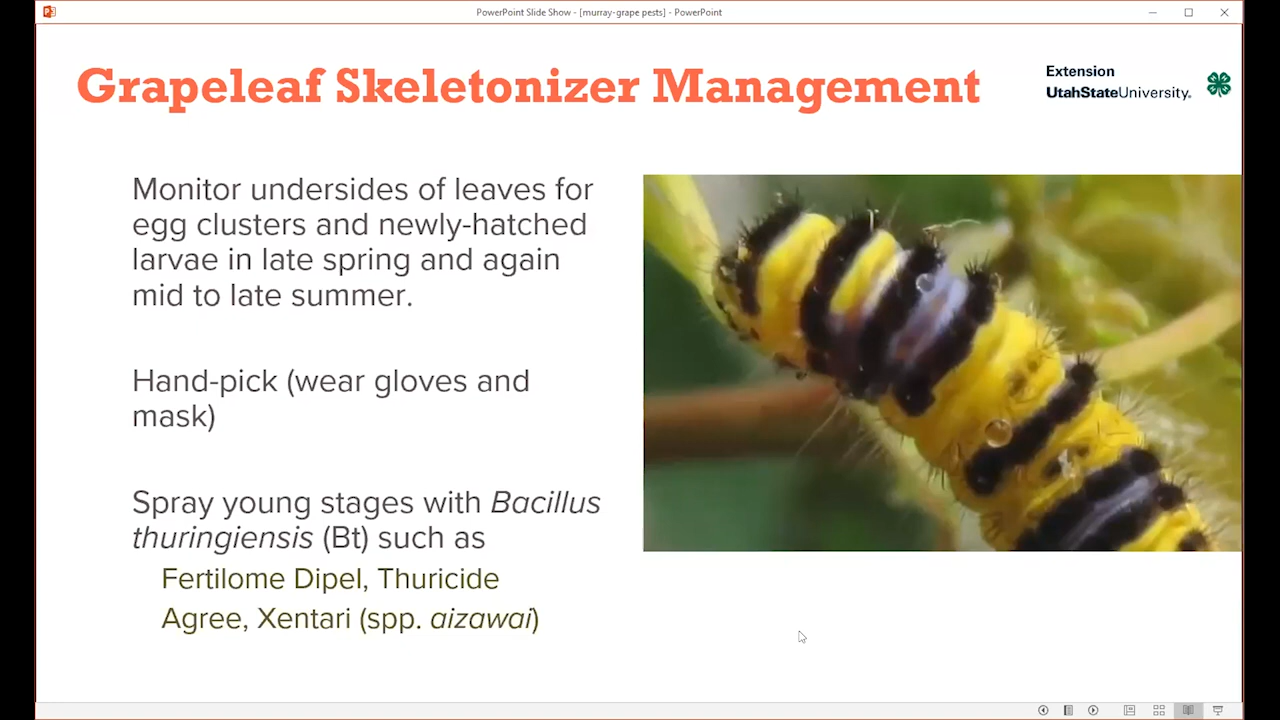 PowerPoint Slide Show - [murray-grape pests] - PowerPoint
Grapeleaf Skeletonizer Management
Extension
UtahStateUniversity.
Monitor undersides of leaves for
egg clusters and newly-hatched
larvae in late spring and again
mid to late summer.
Hand-pick (wear gloves and
mask)
Spray young stages with Bacillus
thuringiensis (Bt) such as
Fertilome Dipel, Thuricide
Agree, Xentari (spp. aizawai)